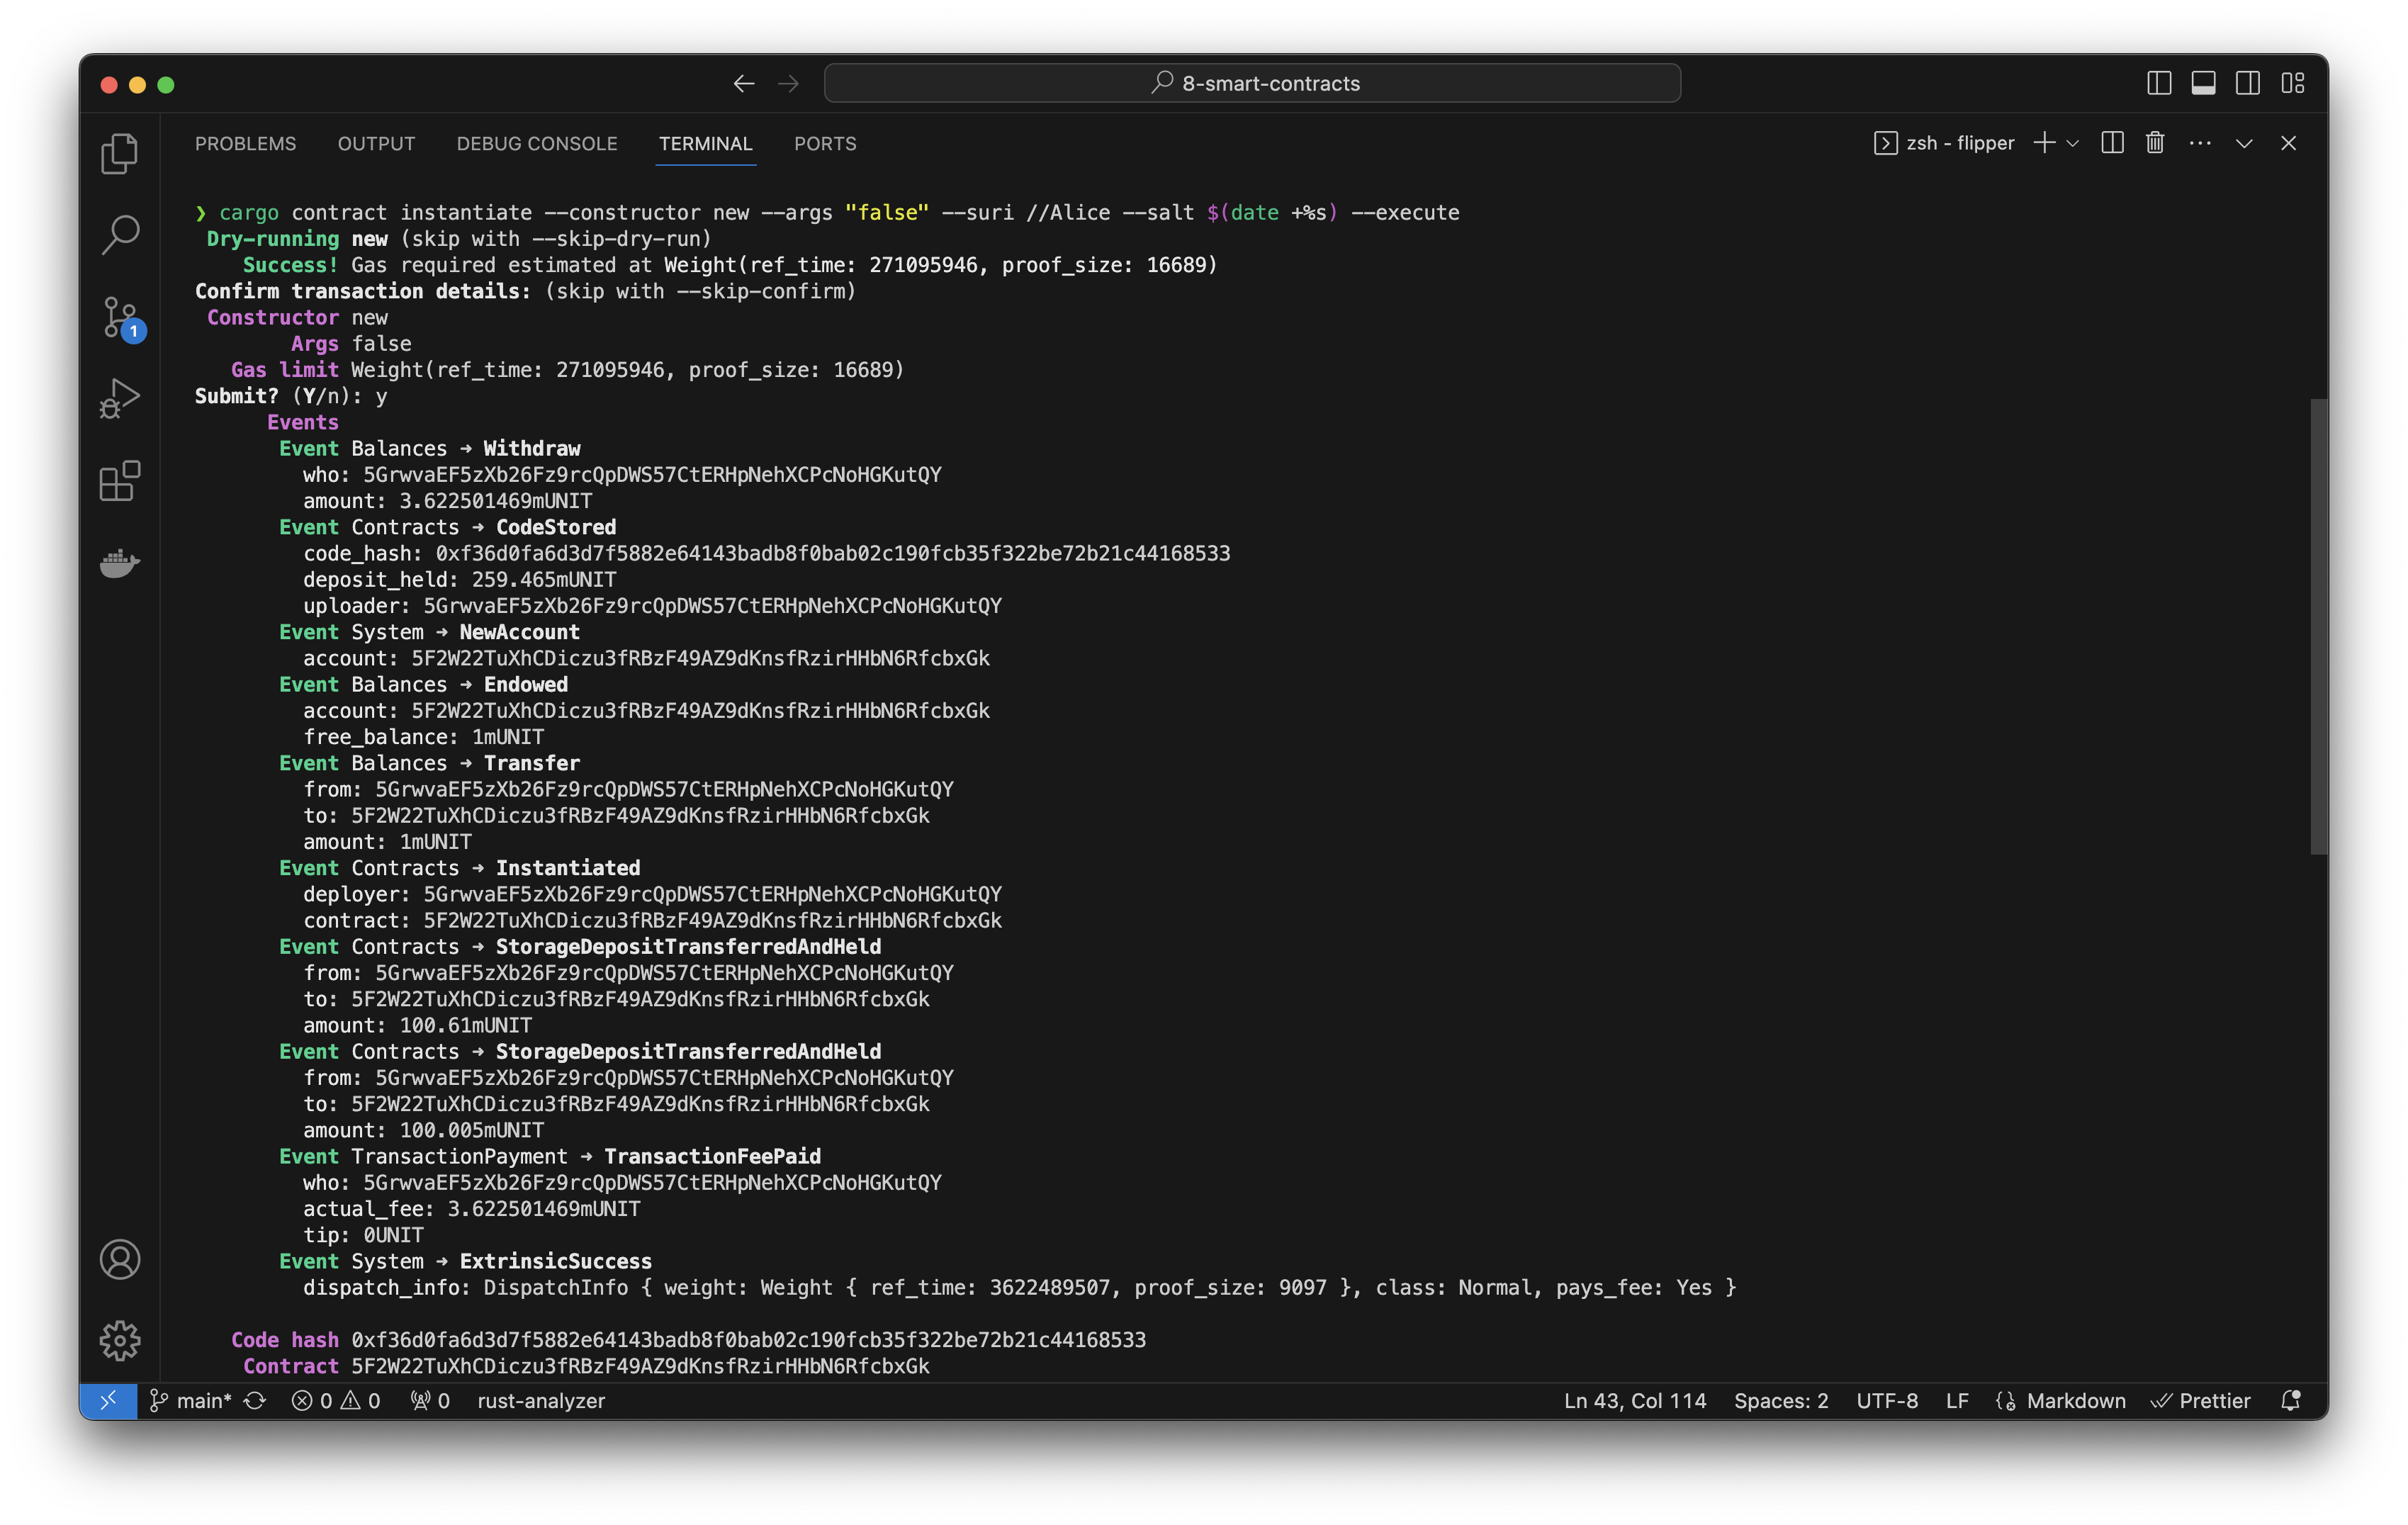 8-smart-contracts
PROBLEMS OUTPUT DEBUG CONSOLE TERMINAL PORTS zsh - flipper
❯ cargo contract instantiate --constructor new --args "false" --suri //Alice --salt $(date +%s) --execute
Dry-running new (skip with --skip-dry-run)
Success! Gas required estimated at Weight(ref_time: 271095946, proof_size: 16689)
Confirm transaction details: (skip with --skip-confirm)
Constructor new
Args false
Gas limit Weight(ref_time: 271095946, proof_size: 16689)
Submit? (Y/n): y
Events
Event Balances ➜ Withdraw
who: 5GrwvaEF5zXb26Fz9rcQpDWS57CtERHpNehXCPcNoHGKutQY
amount: 3.622501469mUNIT
Event Contracts ➜ CodeStored
code_hash: 0xf36d0fa6d3d7f5882e64143badb8f0bab02c190fcb35f322be72b21c44168533
deposit_held: 259.465mUNIT
uploader: 5GrwvaEF5zXb26Fz9rcQpDWS57CtERHpNehXCPcNoHGKutQY
Event System ➜ NewAccount
account: 5F2W22TuXhCDiczu3fRBzF49AZ9dKnsfRzirHHbN6RfcbxGk
Event Balances ➜ Endowed
account: 5F2W22TuXhCDiczu3fRBzF49AZ9dKnsfRzirHHbN6RfcbxGk
free_balance: 1mUNIT
Event Balances ➜ Transfer
from: 5GrwvaEF5zXb26Fz9rcQpDWS57CtERHpNehXCPcNoHGKutQY
to: 5F2W22TuXhCDiczu3fRBzF49AZ9dKnsfRzirHHbN6RfcbxGk
amount: 1mUNIT
Event Contracts ➜ Instantiated
deployer: 5GrwvaEF5zXb26Fz9rcQpDWS57CtERHpNehXCPcNoHGKutQY
contract: 5F2W22TuXhCDiczu3fRBzF49AZ9dKnsfRzirHHbN6RfcbxGk
Event Contracts ➜ StorageDepositTransferredAndHeld
from: 5GrwvaEF5zXb26Fz9rcQpDWS57CtERHpNehXCPcNoHGKutQY
to: 5F2W22TuXhCDiczu3fRBzF49AZ9dKnsfRzirHHbN6RfcbxGk
amount: 100.61mUNIT
Event Contracts ➜ StorageDepositTransferredAndHeld
from: 5GrwvaEF5zXb26Fz9rcQpDWS57CtERHpNehXCPcNoHGKutQY
to: 5F2W22TuXhCDiczu3fRBzF49AZ9dKnsfRzirHHbN6RfcbxGk
amount: 100.005mUNIT
Event TransactionPayment ➜ TransactionFeePaid
who: 5GrwvaEF5zXb26Fz9rcQpDWS57CtERHpNehXCPcNoHGKutQY
actual_fee: 3.622501469mUNIT
tip: 0UNIT
Event System ➜ ExtrinsicSuccess
dispatch_info: DispatchInfo { weight: Weight { ref_time: 3622489507, proof_size: 9097 }, class: Normal, pays_fee: Yes }
Code hash 0xf36d0fa6d3d7f5882e64143badb8f0bab02c190fcb35f322be72b21c44168533
Contract 5F2W22TuXhCDiczu3fRBzF49AZ9dKnsfRzirHHbN6RfcbxGk
1
main* 0 0 0 rust-analyzer Ln 43, Col 114 Spaces: 2 UTF-8 LF Markdown Prettier